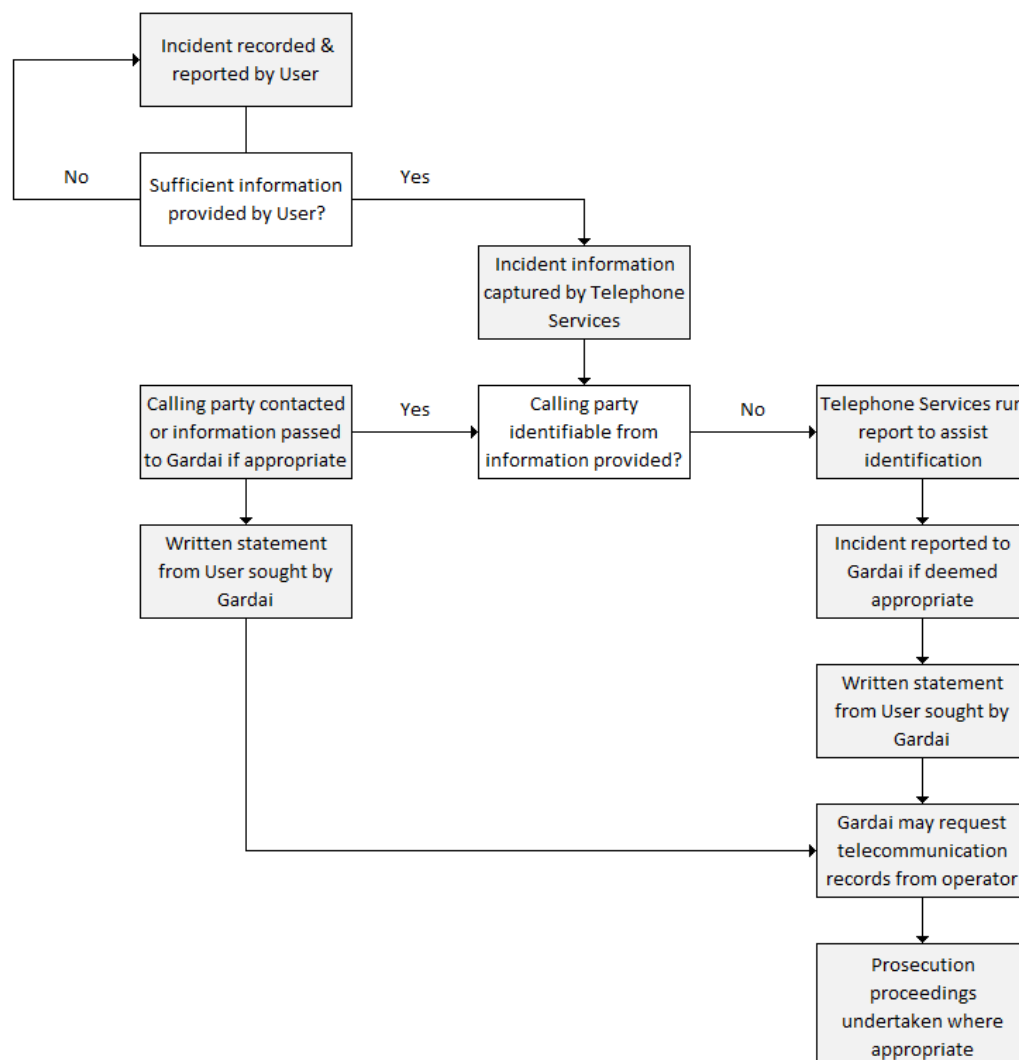 Incident recorded &
reported by User
No
Sufficient information
provided by User?
Yes
Incident information
captured by Telephone
Services
Calling party contacted
or information passed
to Gardai if appropriate
Yes
Calling party
identifiable from
information provided?
No
Telephone Services run
report to assist
identification
Written statement
from User sought by
Gardai
Incident reported to
Gardai if deemed
appropriate
Written statement
from User sought by
Gardai
Gardai may request
telecommunication
records from operator
Prosecution
proceedings
undertaken where
appropriate